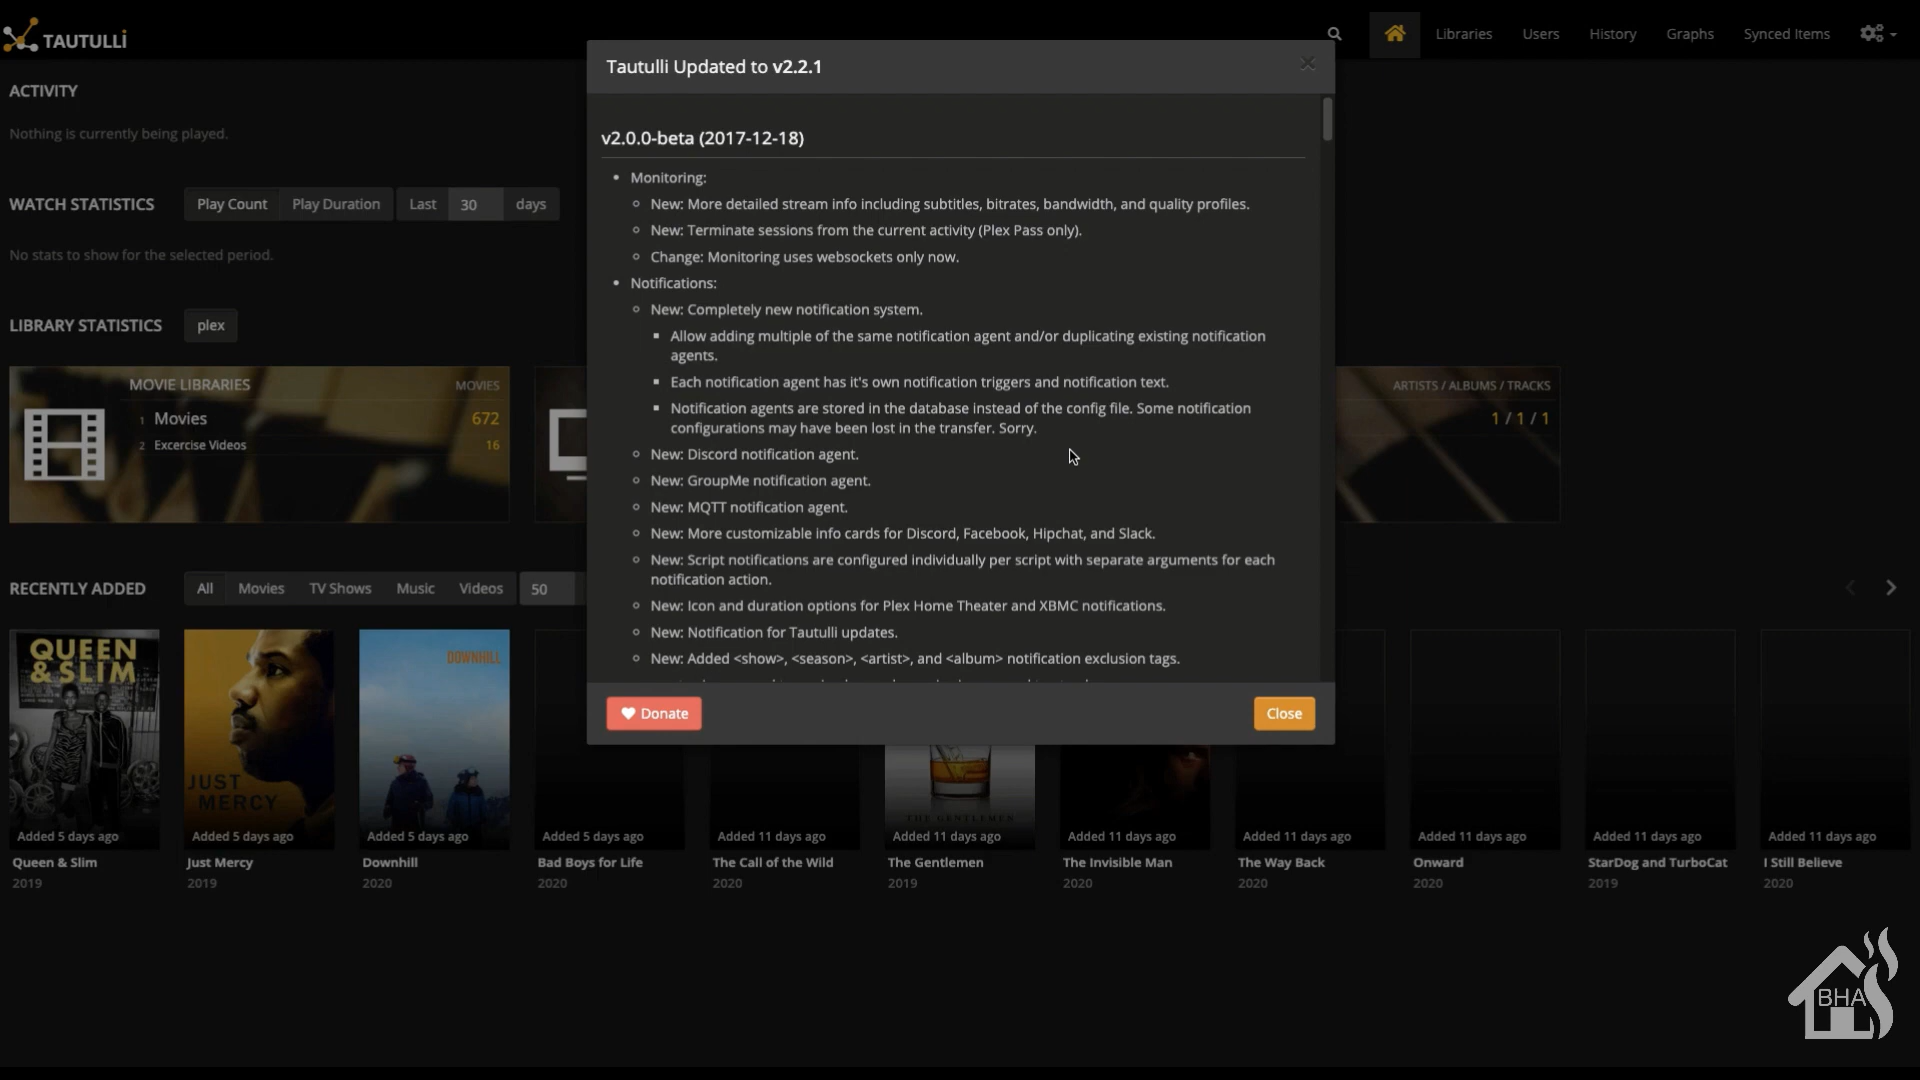 TAUTULLI
Libraries
Users
History
Graphs
Synced Items
Tautulli Updated to v2.2.1
ACTIVITY
Nothing is currently being played.
WATCH STATISTICS
Play Count
Play Duration
Last
30
days
No stats to show for the selected period.
LIBRARY STATISTICS
plex
MOVIE LIBRARIES
MOVIES
1 Movies
672
2 Excercise Videos
16
ARTISTS / ALBUMS / TRACKS
1 / 1 / 1
v2.0.0-beta (2017-12-18)
Monitoring:
New: More detailed stream info including subtitles, bitrates, bandwidth, and quality profiles.
New: Terminate sessions from the current activity (Plex Pass only).
Change: Monitoring uses websockets only now.
Notifications:
New: Completely new notification system.
Allow adding multiple of the same notification agent and/or duplicating existing notification
agents.
Each notification agent has it's own notification triggers and notification text.
Notification agents are stored in the database instead of the config file. Some notification
configurations may have been lost in the transfer. Sorry.
New: Discord notification agent.
New: GroupMe notification agent.
New: MQTT notification agent.
New: More customizable info cards for Discord, Facebook, Hipchat, and Slack.
New: Script notifications are configured individually per script with separate arguments for each
notification action.
New: Icon and duration options for Plex Home Theater and XBMC notifications.
New: Notification for Tautulli updates.
New: Added <show>, <season>, <artist>, and <album> notification exclusion tags.
Donate
Close
RECENTLY ADDED
All
Movies
TV Shows
Music
Videos
50
QUEEN
& SLIM
JUST
MERCY
DOWNHILL
THE GENTLEMEN
Added 5 days ago
Added 5 days ago
Added 5 days ago
Added 5 days ago
Added 11 days ago
Added 11 days ago
Added 11 days ago
Added 11 days ago
Added 11 days ago
Added 11 days ago
Added 11 days ago
Queen & Slim
Just Mercy
Downhill
Bad Boys for Life
The Call of the Wild
The Gentlemen
The Invisible Man
The Way Back
Onward
StarDog and TurboCat
I Still Believe
2019
2019
2020
2020
2020
2019
2020
2020
2020
2019
2020
BHA